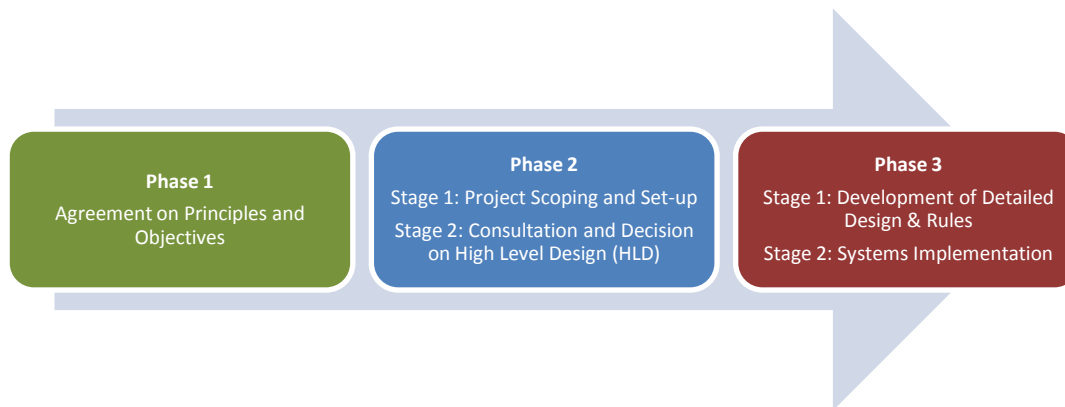 Phase 1
Agreement on Principles and
Objectives
Phase 2
Stage 1: Project Scoping and Set-up
Stage 2: Consultation and Decision
on High Level Design (HLD)
Phase 3
Stage 1: Development of Detailed
Design & Rules
Stage 2: Systems Implementation